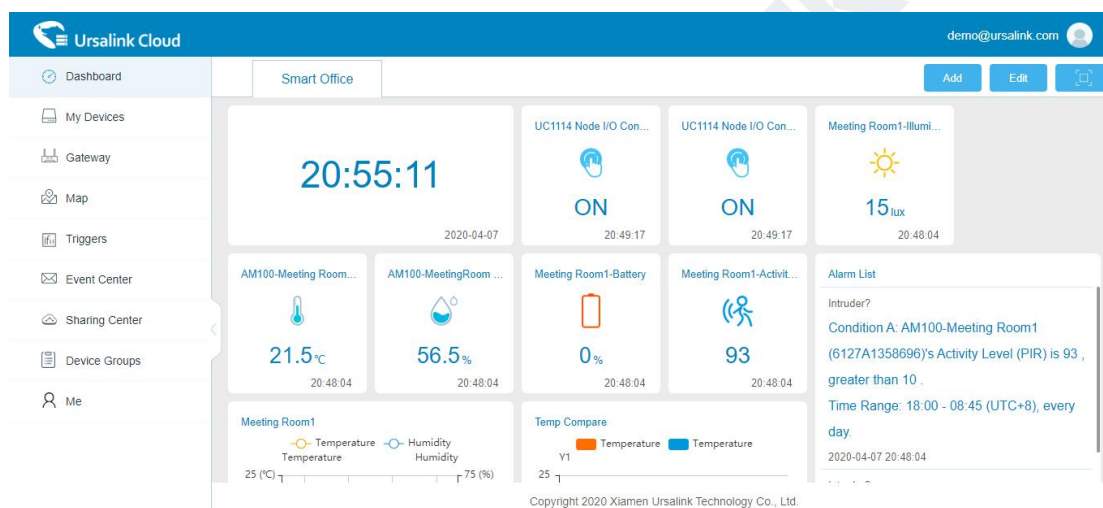 Ursalink Cloud
demo@ursalink.com
Dashboard
My Devices
Gateway
Map
Triggers
Event Center
Sharing Center
Device Groups
Me
Smart Office
Add
Edit
20:55:11
2020-04-07
UC1114 Node I/O Con...
ON
20:49:17
UC1114 Node I/O Con...
ON
20:49:17
Meeting Room1-Illumi...
15 lux
20:48:04
AM100-Meeting Room...
21.5 ℃
20:48:04
AM100-MeetingRoom ...
56.5 %
20:48:04
Meeting Room1-Battery
0 %
20:48:04
Meeting Room1-Activit...
93
20:48:04
Alarm List
Intruder?
Condition A: AM100-Meeting Room1
(6127A1358696)'s Activity Level (PIR) is 93 ,
greater than 10 .
Time Range: 18:00 - 08:45 (UTC+8), every
day.
2020-04-07 20:48:04
Meeting Room1
Temperature Humidity
Temperature Humidity
25 (℃) 75 (%)
Temp Compare
Temperature Temperature
Y1
25
Copyright 2020 Xiamen Ursalink Technology Co., Ltd.